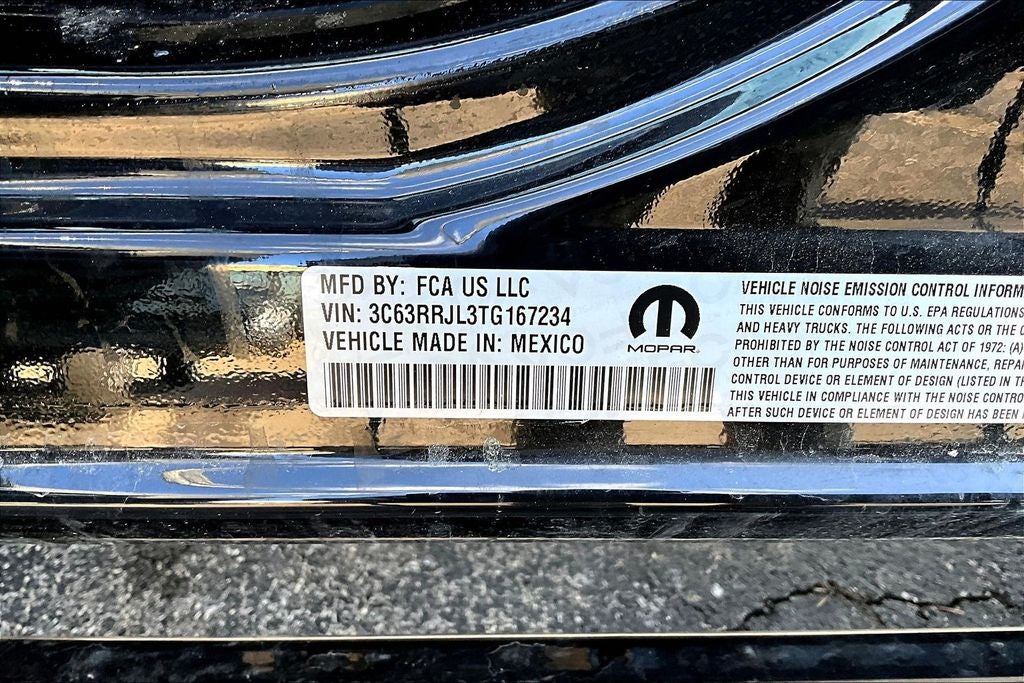 MFD BY: FCA US LLC
VIN: 3C63RRJL3TG167234
VEHICLE MADE IN: MEXICO
MOPAR
VEHICLE NOISE EMISSION CONTROL INFORM
THIS VEHICLE CONFORMS TO U.S. EPA REGULATIONS
AND HEAVY TRUCKS. THE FOLLOWING ACTS OR THE
PROHIBITED BY THE NOISE CONTROL ACT OF 1972: (A)
OTHER THAN FOR PURPOSES OF MAINTENANCE, REPA
CONTROL DEVICE OR ELEMENT OF DESIGN (LISTED IN
THIS VEHICLE IN COMPLIANCE WITH THE NOISE CONTRO
AFTER SUCH DEVICE OR ELEMENT OF DESIGN HAS BEEN